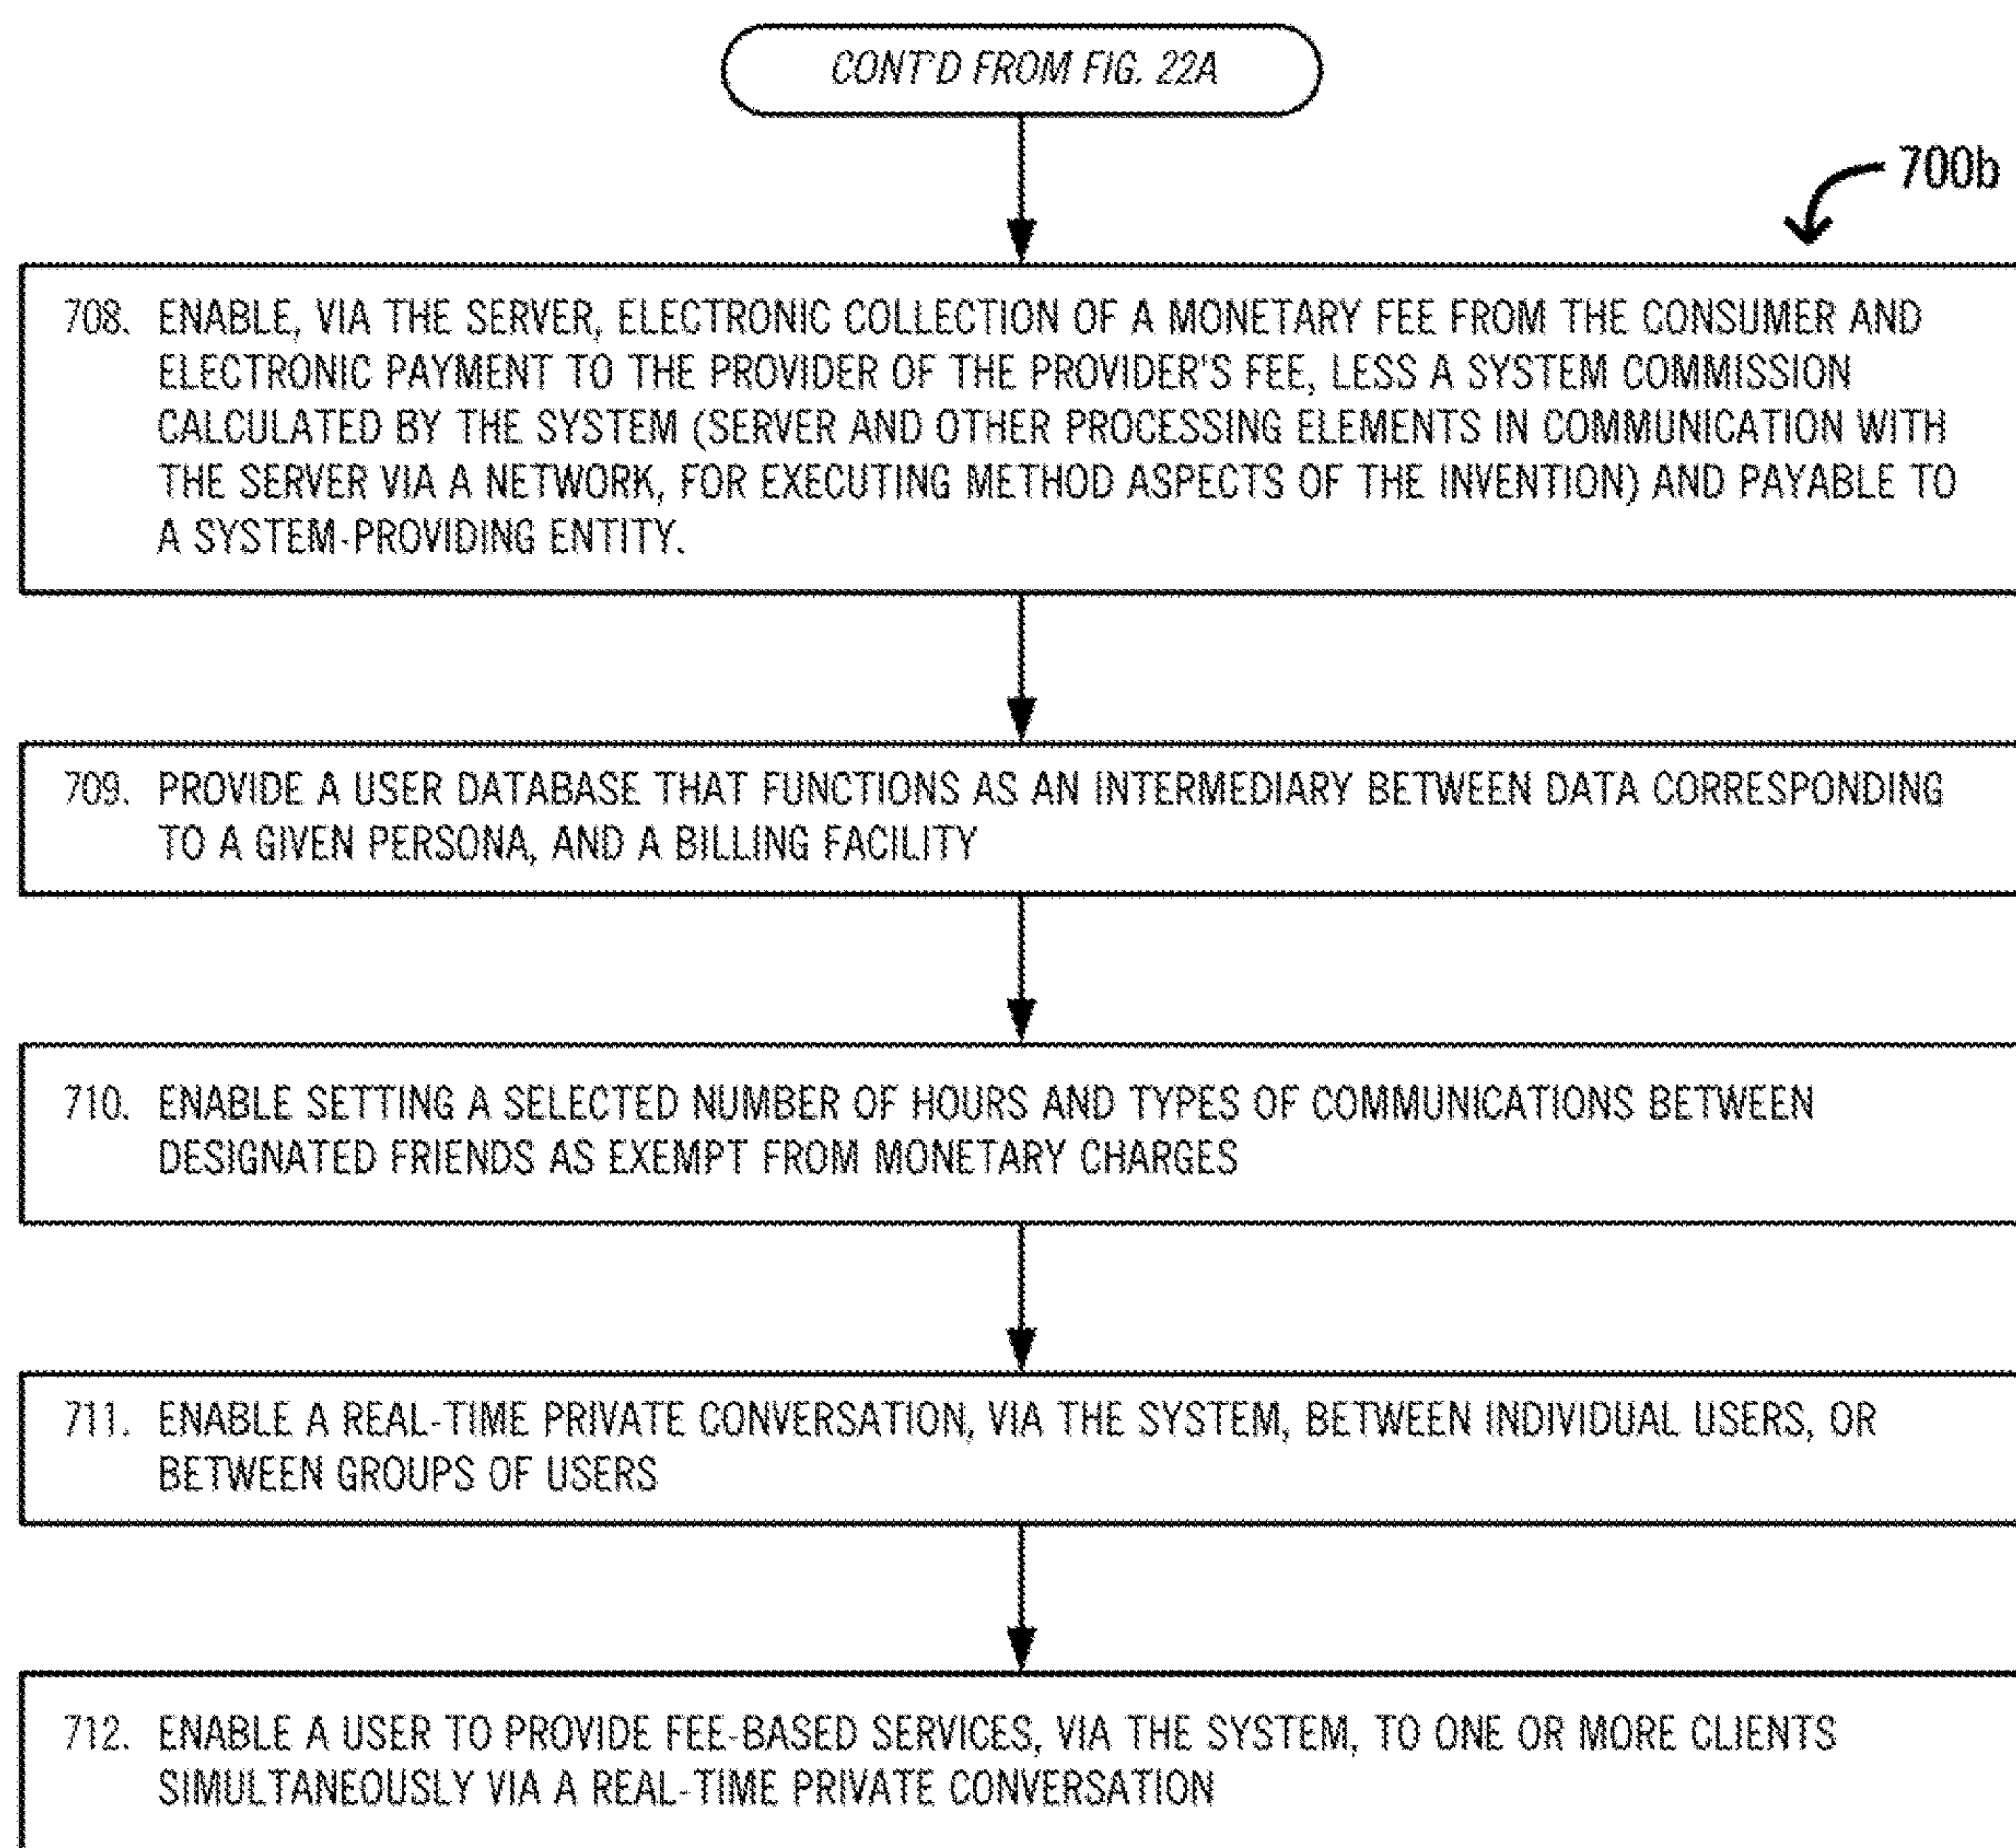 CONT'D FROM FIG. 22A
700b
708. ENABLE, VIA THE SERVER, ELECTRONIC COLLECTION OF A MONETARY FEE FROM THE CONSUMER AND
ELECTRONIC PAYMENT TO THE PROVIDER OF THE PROVIDER'S FEE, LESS A SYSTEM COMMISSION
CALCULATED BY THE SYSTEM (SERVER AND OTHER PROCESSING ELEMENTS IN COMMUNICATION WITH
THE SERVER VIA A NETWORK, FOR EXECUTING METHOD ASPECTS OF THE INVENTION) AND PAYABLE TO
A SYSTEM-PROVIDING ENTITY.
709. PROVIDE A USER DATABASE THAT FUNCTIONS AS AN INTERMEDIARY BETWEEN DATA CORRESPONDING
TO A GIVEN PERSONA, AND A BILLING FACILITY
710. ENABLE SETTING A SELECTED NUMBER OF HOURS AND TYPES OF COMMUNICATIONS BETWEEN
DESIGNATED FRIENDS AS EXEMPT FROM MONETARY CHARGES
711. ENABLE A REAL-TIME PRIVATE CONVERSATION, VIA THE SYSTEM, BETWEEN INDIVIDUAL USERS, OR
BETWEEN GROUPS OF USERS
712. ENABLE A USER TO PROVIDE FEE-BASED SERVICES, VIA THE SYSTEM, TO ONE OR MORE CLIENTS
SIMULTANEOUSLY VIA A REAL-TIME PRIVATE CONVERSATION